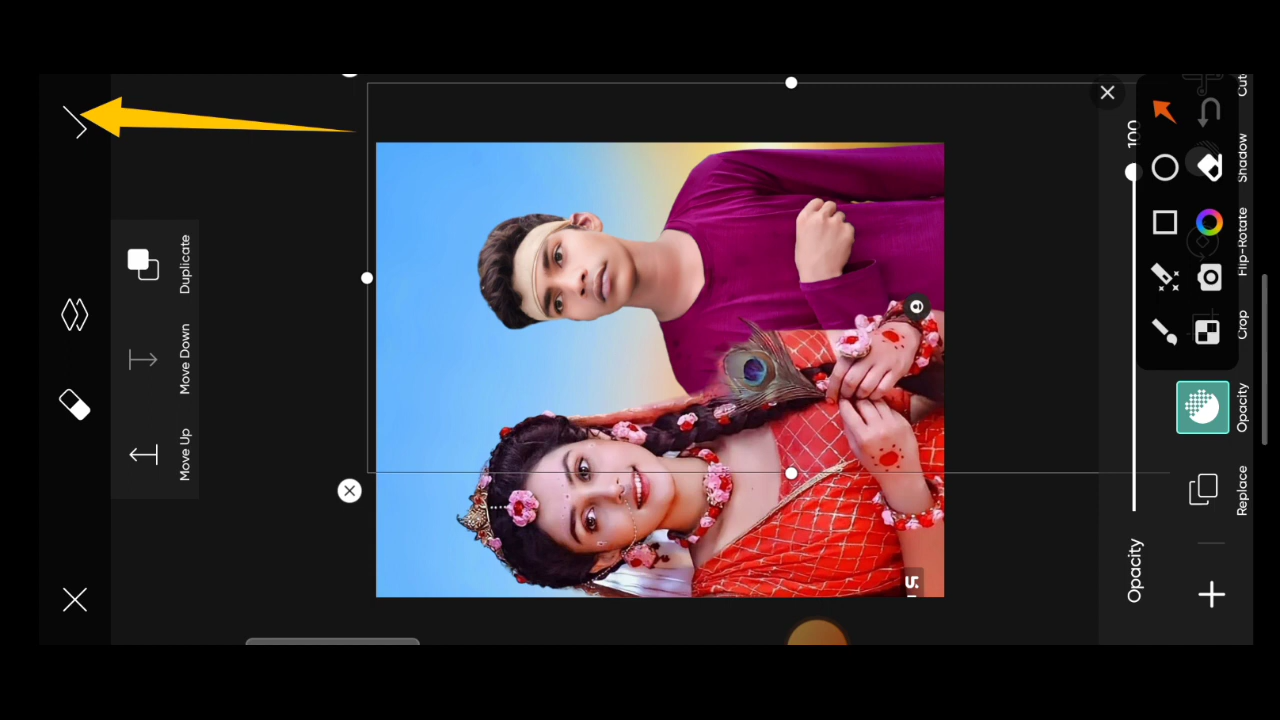 Duplicate
Move Down
Move Up
100
Opacity
Cut
Shadow
Flip-Rotate
Crop
Opacity
Replace